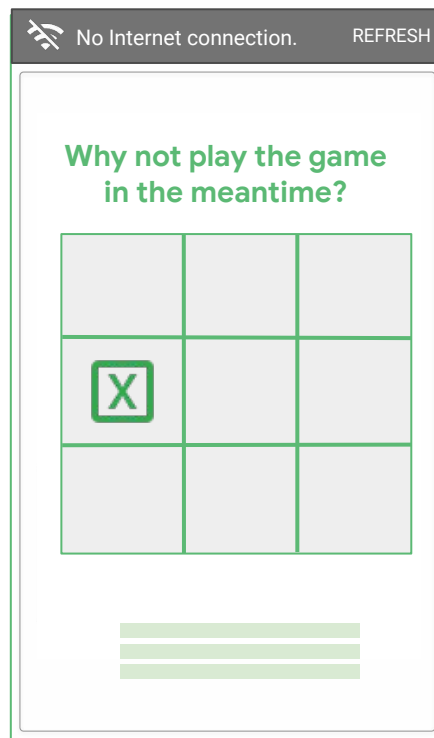 No Internet connection. REFRESH
Why not play the game
in the meantime?
X